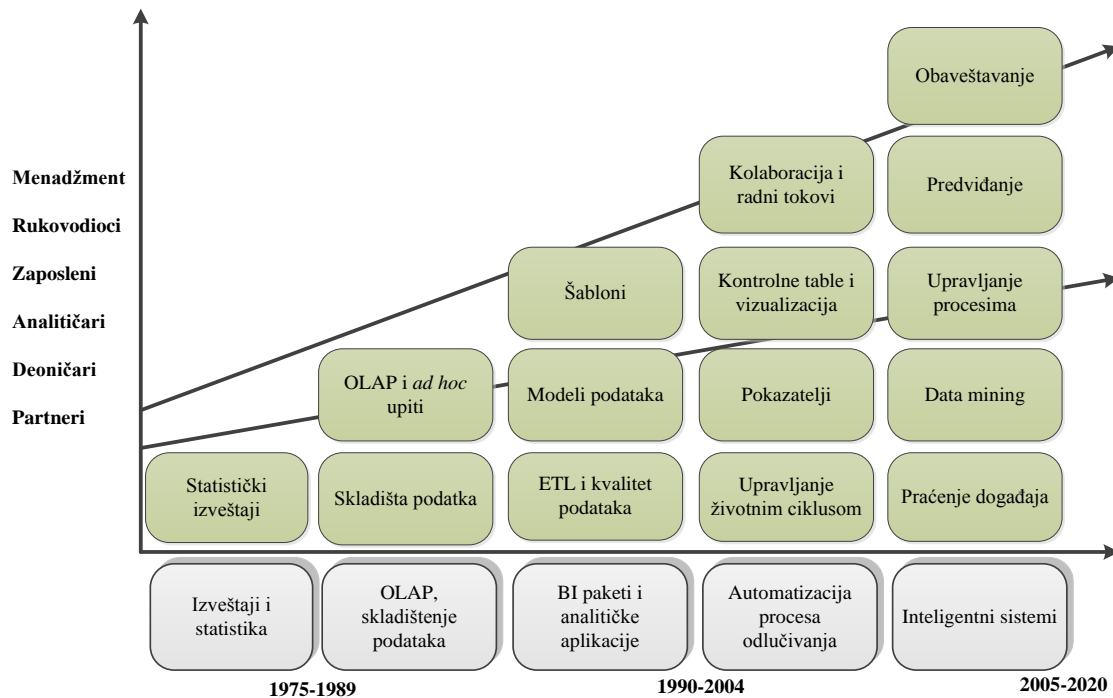 Obaveštavanje
Kolaboracija i
radni tokovi
Predviđanje
Menadžment
Rukovodioci
Zaposleni
Analitičari
Deoničari
Partneri
Šabloni
Kontrolne table i
vizualizacija
Upravljanje
procesima
OLAP i ad hoc
upiti
Modeli podataka
Pokazatelji
Data mining
Statistički
izveštaji
Skladišta podatka
ETL i kvalitet
podataka
Upravljanje
životnim ciklusom
Praćenje događaja
Izveštaji i
statistika
OLAP,
skladištenje
podataka
BI paketi i
analitičke
aplikacije
Automatizacija
procesa
odlučivanja
Inteligentni sistemi
1975-1989
1990-2004
2005-2020